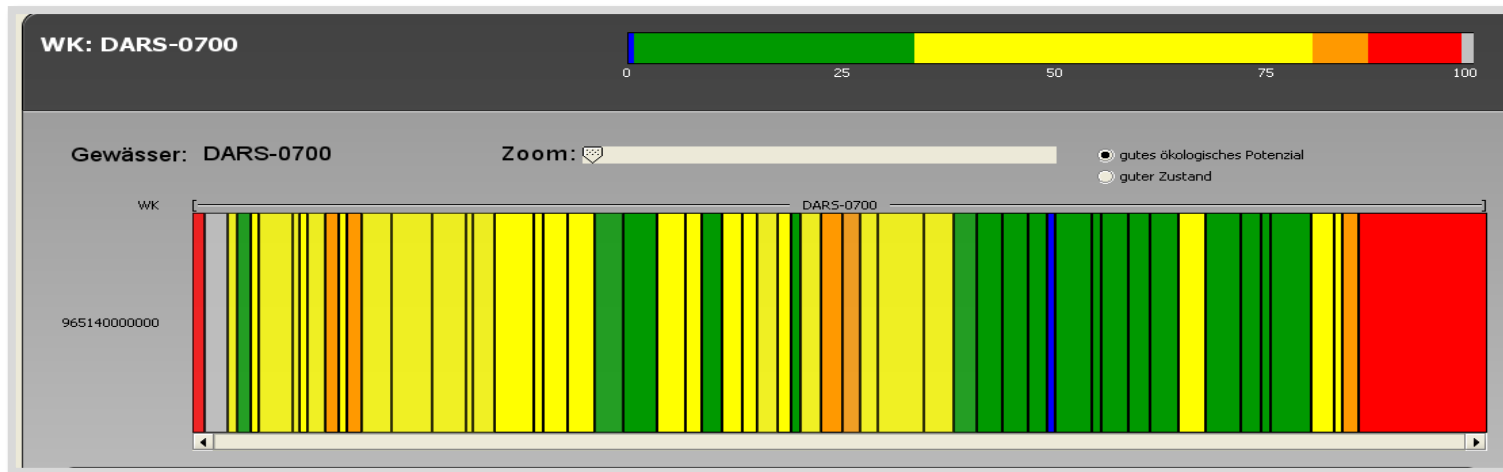 WK: DARS-0700
0 25 50 75 100
Gewässer: DARS-0700 Zoom: gutes ökologisches Potenzial
guter Zustand
WK [ DARS-0700 ]
965140000000